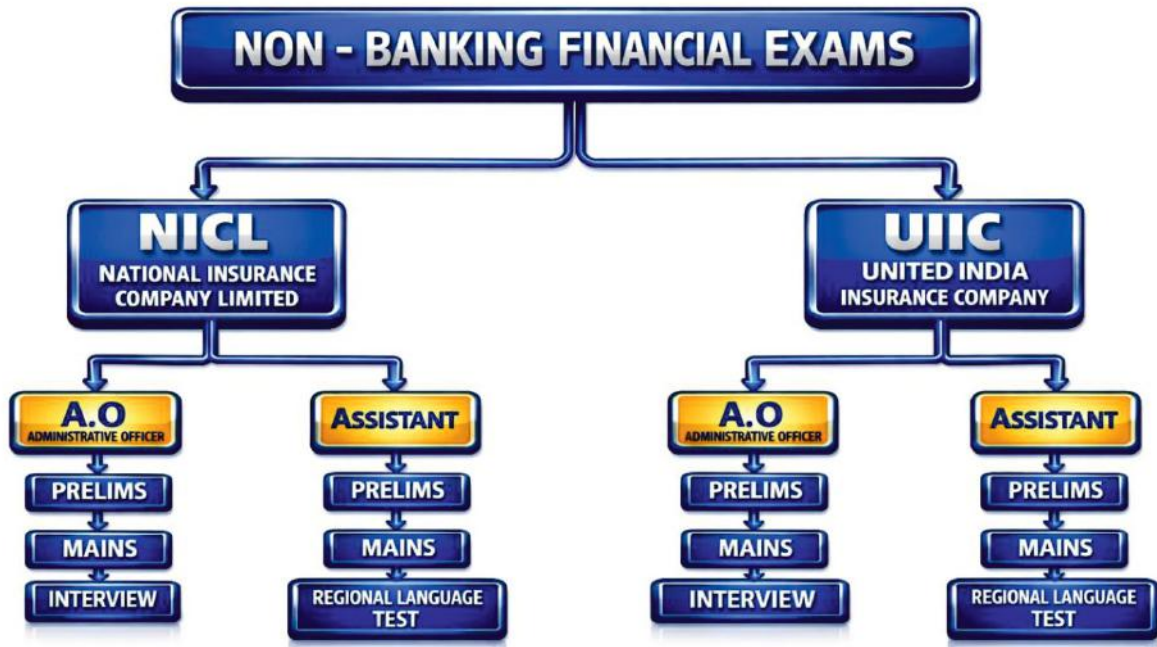 NON - BANKING FINANCIAL EXAMS
NICL
NATIONAL INSURANCE
COMPANY LIMITED
A.O
ADMINISTRATIVE OFFICER
PRELIMS
MAINS
INTERVIEW
ASSISTANT
PRELIMS
MAINS
REGIONAL LANGUAGE
TEST
UIIC
UNITED INDIA
INSURANCE COMPANY
A.O
ADMINISTRATIVE OFFICER
PRELIMS
MAINS
INTERVIEW
ASSISTANT
PRELIMS
MAINS
REGIONAL LANGUAGE
TEST